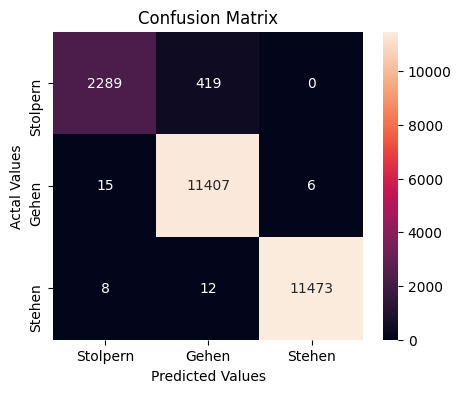 Confusion Matrix
Actal Values
Stolpern
Gehen
Stehen
2289 419 0
15 11407 6
8 12 11473
Stolpern Gehen Stehen
Predicted Values
10000
8000
6000
4000
2000
0